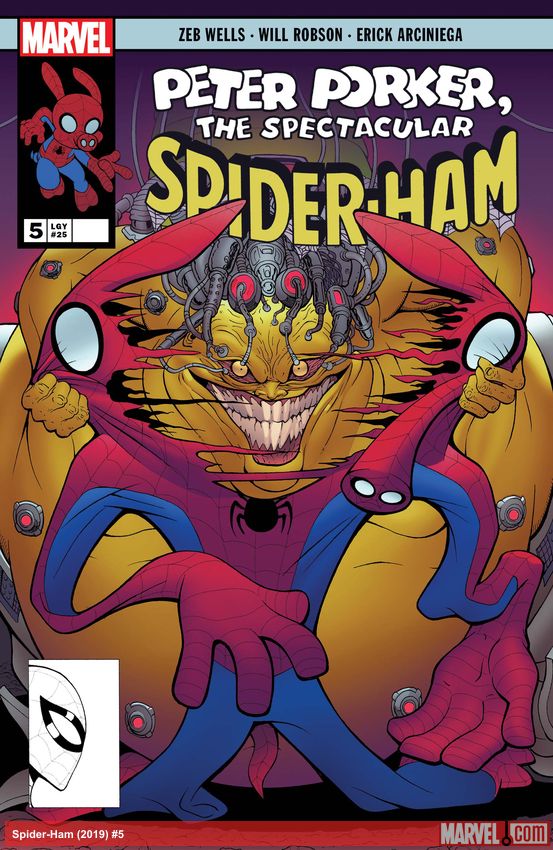 MARVEL
ZEB WELLS · WILL ROBSON · ERICK ARCINIEGA
PETER PORKER,
THE SPECTACULAR
SPIDER-HAM
5
LGY
#25
Spider-Ham (2019) #5
MARVEL.com